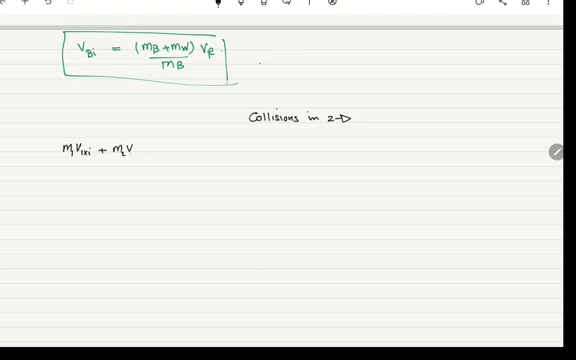 V_Bi = (m_B + m_W) V_f / m_B
Collisions in 2-D
m_1 V_1xi + m_2 V